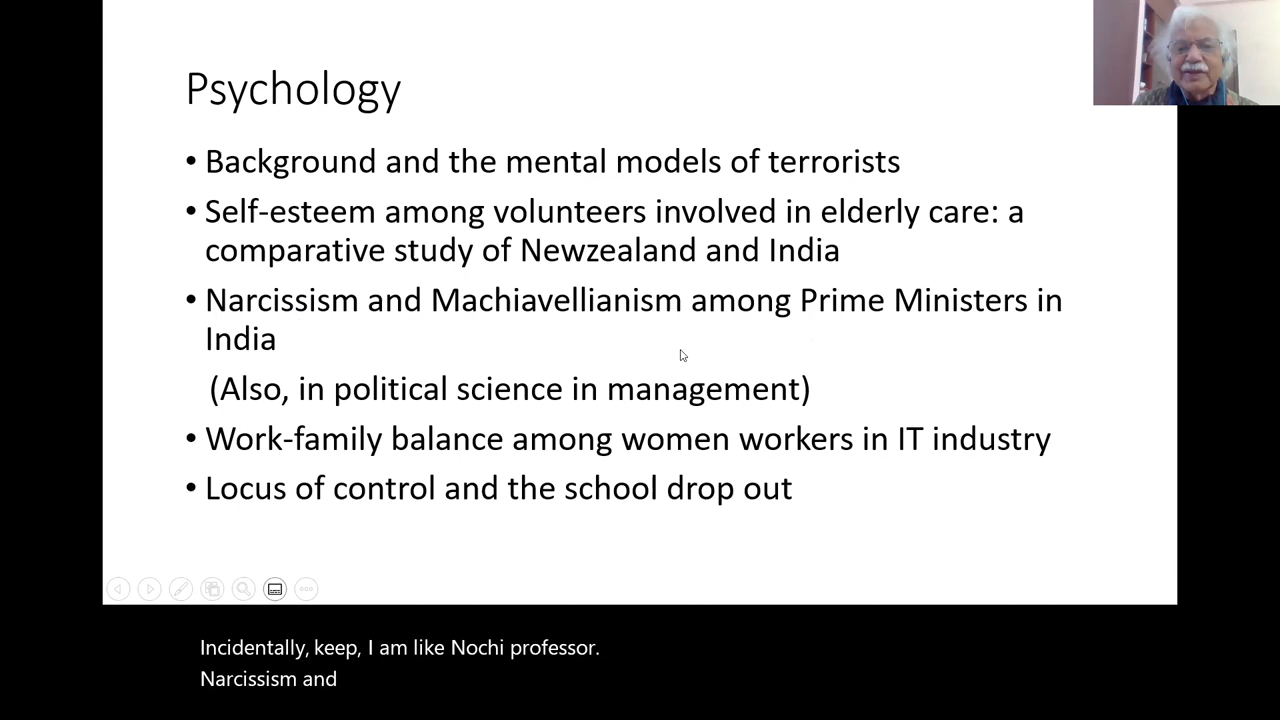 Psychology
• Background and the mental models of terrorists
• Self-esteem among volunteers involved in elderly care: a
comparative study of Newzealand and India
• Narcissism and Machiavellianism among Prime Ministers in
India
(Also, in political science in management)
• Work-family balance among women workers in IT industry
• Locus of control and the school drop out
Incidentally, keep, I am like Nochi professor.
Narcissism and